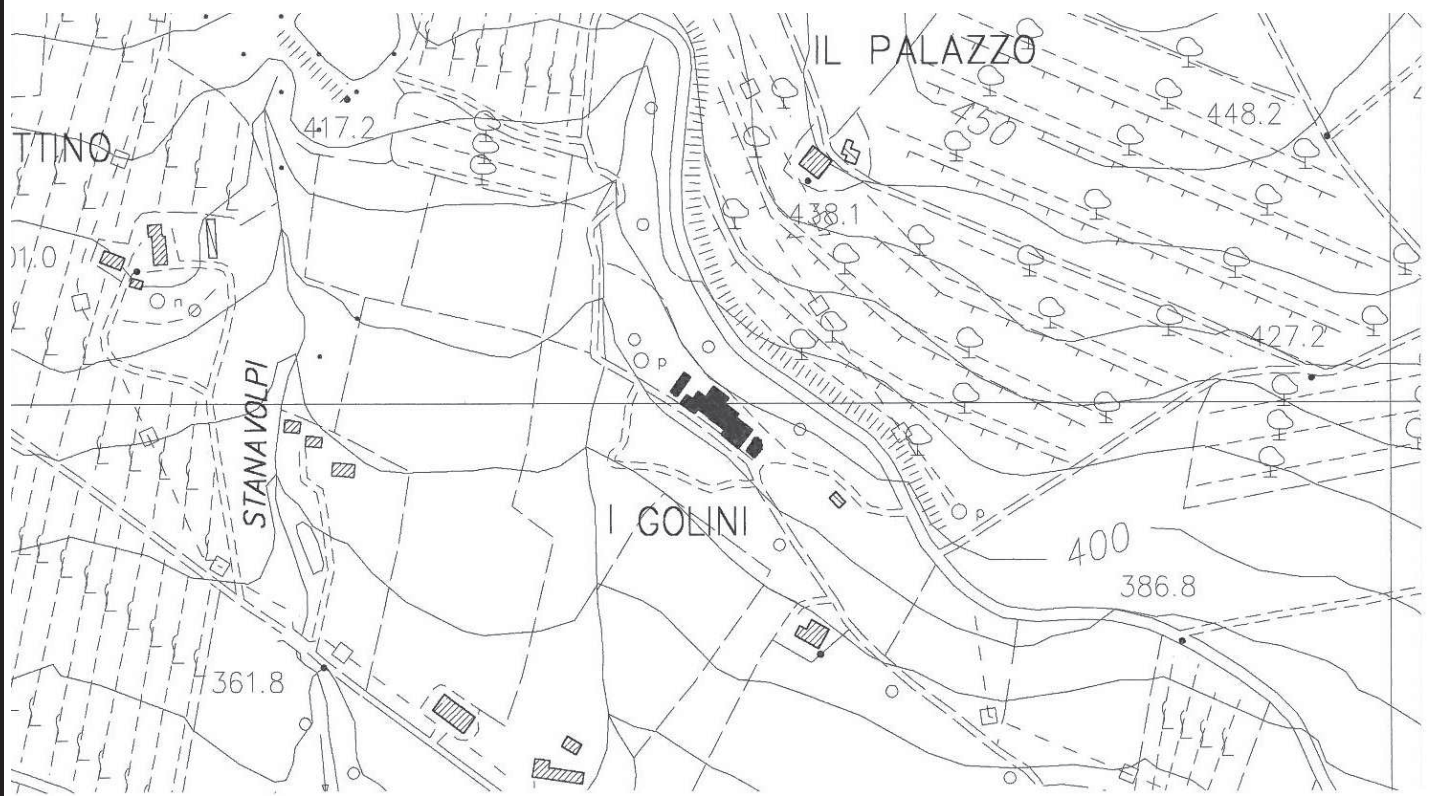 IL PALAZZO
450
448.2
417.2
TTINO
438.1
01.0
n
427.2
p
STANAVOLPI
I GOLINI
p
400
386.8
361.8